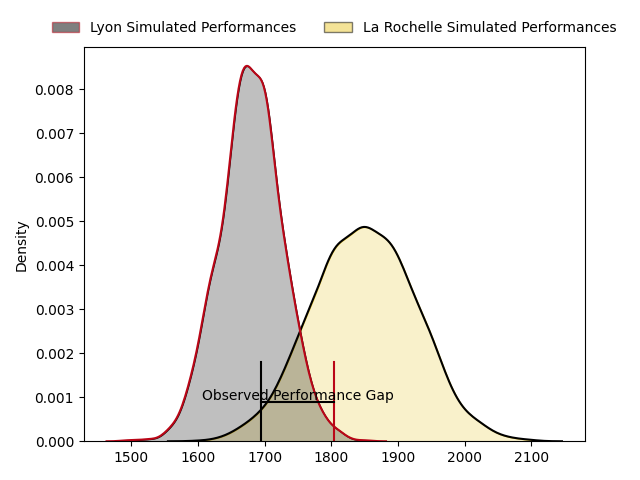 Lyon Simulated Performances La Rochelle Simulated Performances
0.008
0.007
0.006
0.005
0.004
0.003
0.002
0.001
0.000
Density
Observed Performance Gap
1500 1600 1700 1800 1900 2000 2100